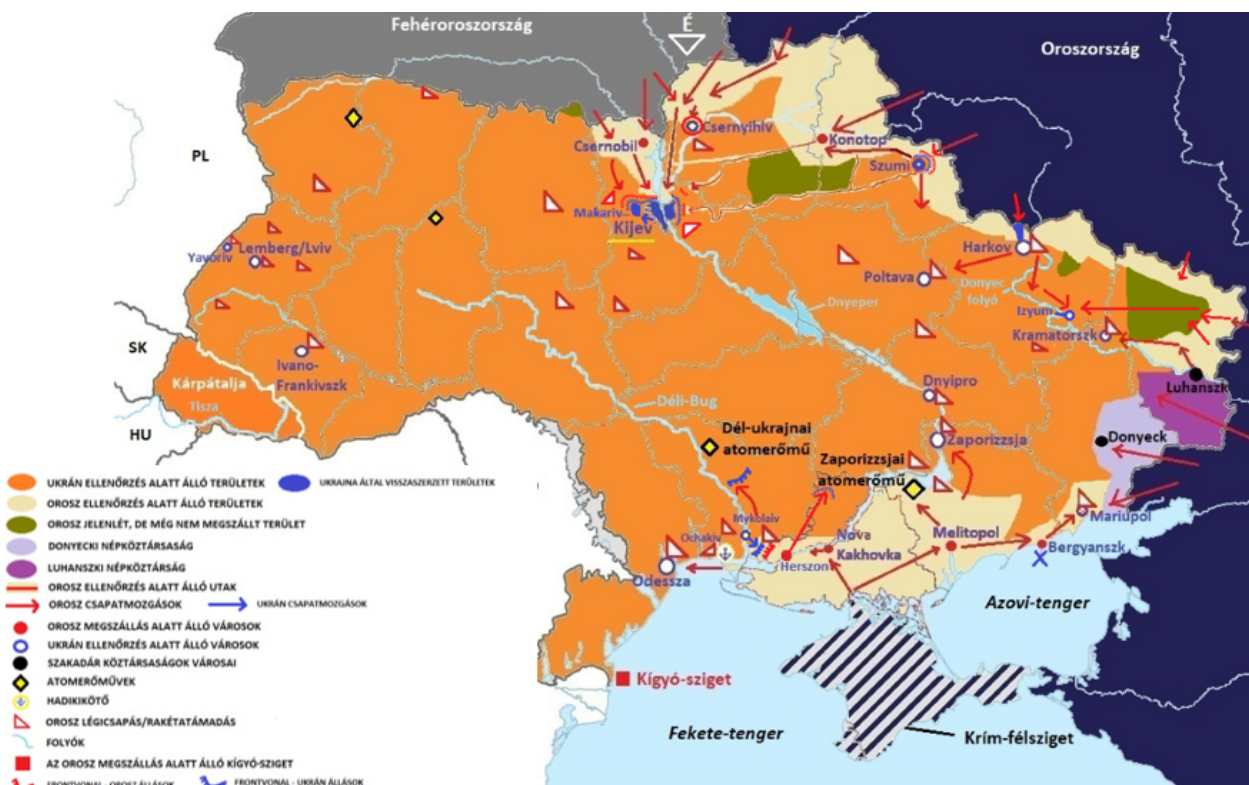 Fehéroroszország
É
Oroszország
PL
Csernobil
Csernyihiv
Konotop
Szumi
Makariv
Kijev
Yavoriv
Lemberg/Lviv
Harkov
Poltava
Donyec
folyó
Dnyeper
Izyum
Kramatorszk
SK
Ivano-
Frankivszk
Kárpátalja
Tisza
HU
Luhanszk
Dnyipro
Déli-Bug
Donyeck
Dél-ukrajnai
atomerőmű
Zaporizzsja
Zaporizzsjai
atomerőmű
Mykolaiv
Ochakiv
Nova
Kakhovka
Herszon
Melitopol
Mariupol
Bergyanszk
Odessza
Azovi-tenger
Kígyó-sziget
Fekete-tenger
Krím-félsziget
UKRÁN ELLENŐRZÉS ALATT ÁLLÓ TERÜLETEK
UKRAJNA ÁLTAL VISSZASZERZETT TERÜLETEK
OROSZ ELLENŐRZÉS ALATT ÁLLÓ TERÜLETEK
OROSZ JELENLÉT, DE MÉG NEM MEGSZÁLLT TERÜLET
DONYECKI NÉPKÖZTÁRSASÁG
LUHANSZKI NÉPKÖZTÁRSASÁG
OROSZ ELLENŐRZÉS ALATT ÁLLÓ UTAK
OROSZ CSAPATMOZGÁSOK
UKRÁN CSAPATMOZGÁSOK
OROSZ MEGSZÁLLÁS ALATT ÁLLÓ VÁROSOK
UKRÁN ELLENŐRZÉS ALATT ÁLLÓ VÁROSOK
SZAKADÁR KÖZTÁRSASÁGOK VÁROSAI
ATOMERŐMŰVEK
HADIKIKÖTŐ
OROSZ LÉGICSAPÁS/RAKÉTATÁMADÁS
FOLYÓK
AZ OROSZ MEGSZÁLLÁS ALATT ÁLLÓ KÍGYÓ-SZIGET
FRONTVONAL - OROSZ ÁLLÁSOK
FRONTVONAL - UKRÁN ÁLLÁSOK